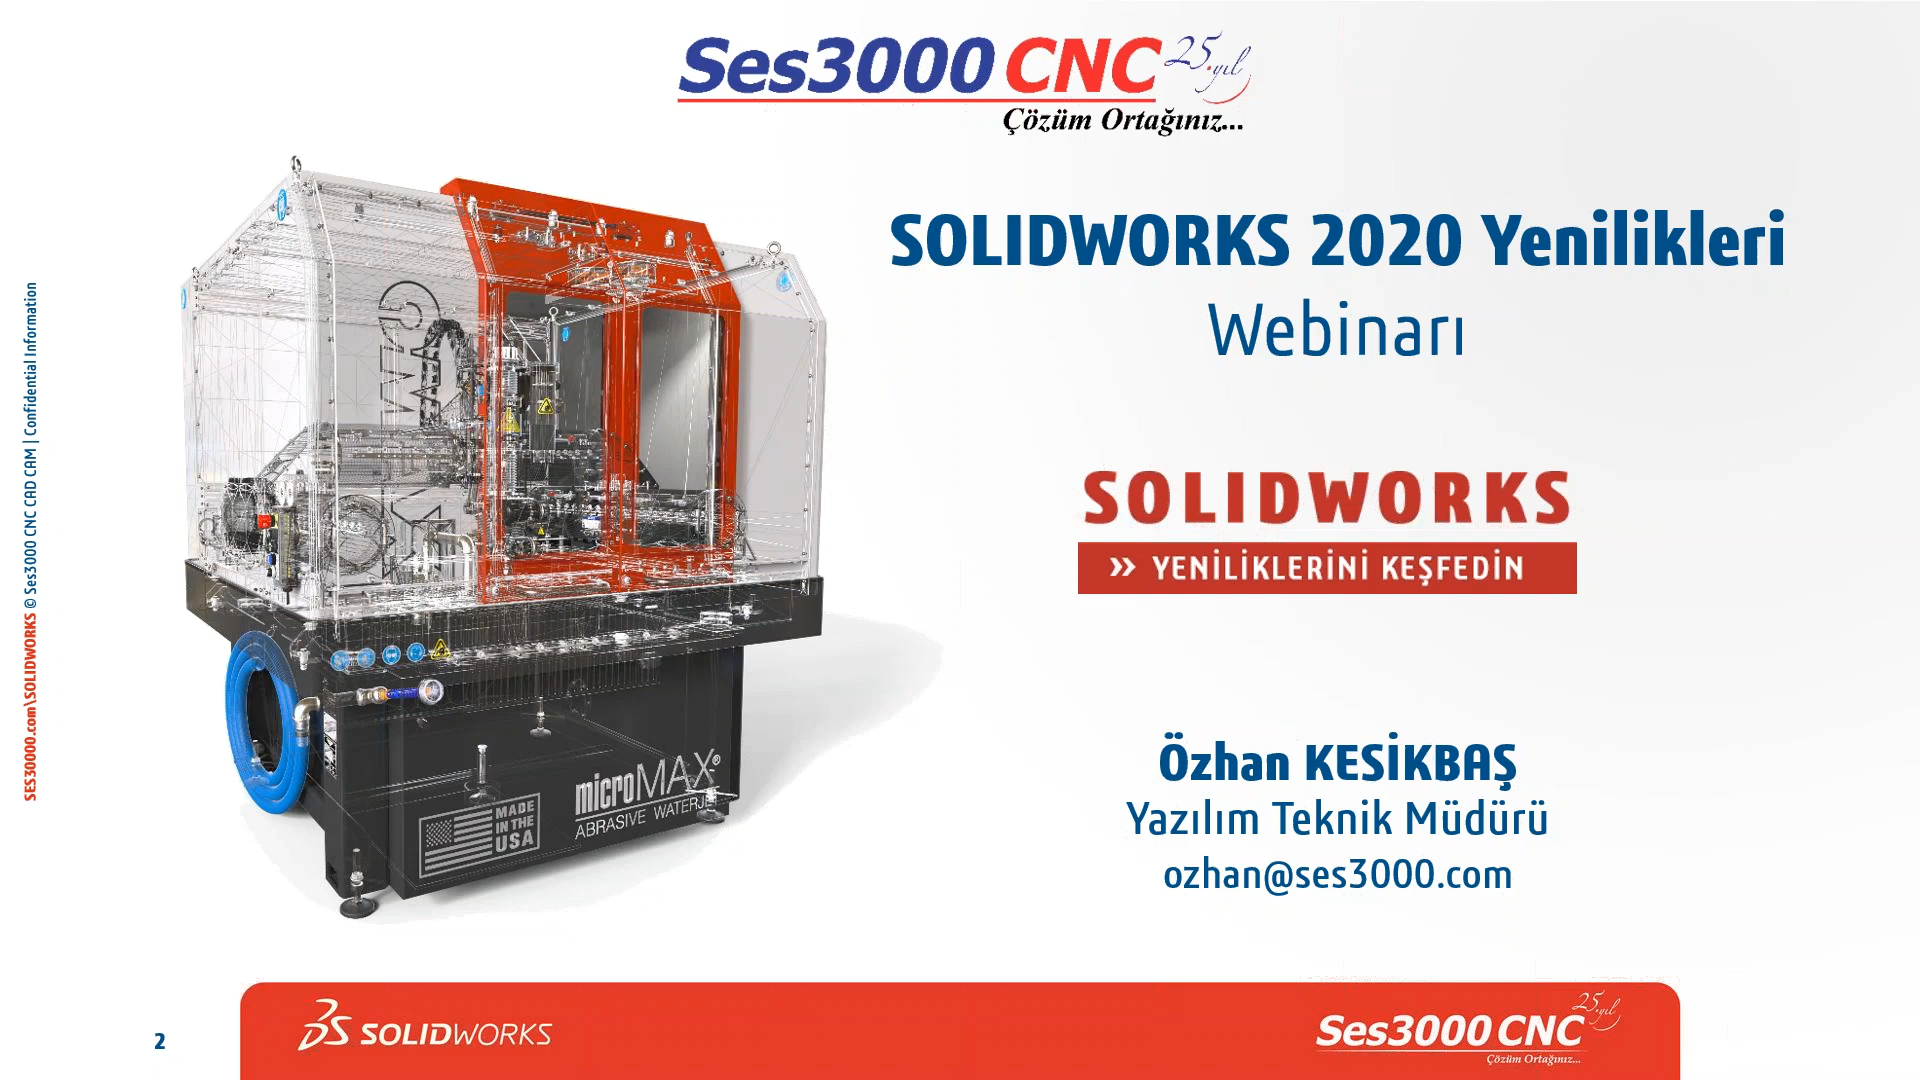 Ses3000 CNC 25.yıl
Çözüm Ortağınız...
SOLIDWORKS 2020 Yenilikleri
Webinarı
SOLIDWORKS
» YENİLİKLERİNİ KEŞFEDİN
Özhan KESİKBAŞ
Yazılım Teknik Müdürü
ozhan@ses3000.com
microMAX®
ABRASIVE WATERJET
MADE
IN THE
USA
SES3000.com\SOLIDWORKS © Ses3000 CNC CAD CAM | Confidential Information
2
SOLIDWORKS
Ses3000 CNC 25.yıl
Çözüm Ortağınız...